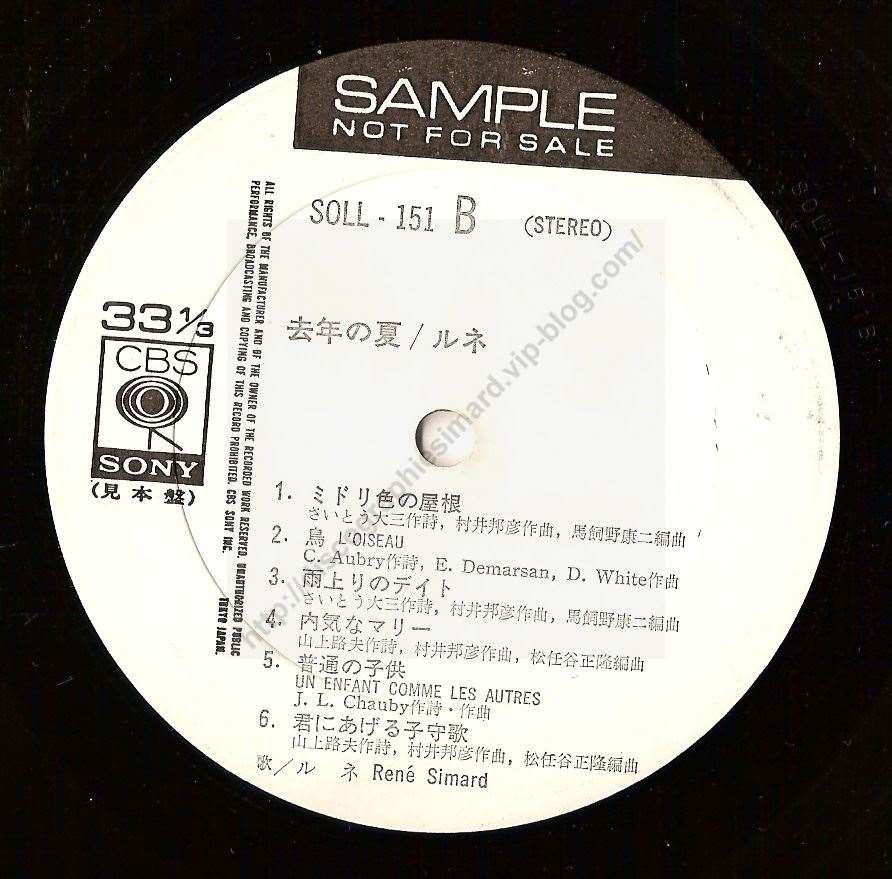 SAMPLE
NOT FOR SALE
SOLL - 151 B (STEREO)
ALL RIGHTS OF THE MANUFACTURER AND OF THE OWNER OF THE RECORDED WORK RESERVED. UNAUTHORIZED PUBLIC
PERFORMANCE, BROADCASTING AND COPYING OF THIS RECORD PROHIBITED. CBS SONY INC. TOKYO JAPAN.
33 1/3
CBS
SONY
(見本盤)
去年の夏/ルネ
1. ミドリ色の屋根
さいとう大三作詩, 村井邦彦作曲, 馬飼野康二編曲
2. 鳥 L'OISEAU
C. Aubry作詩, E. Demarsan, D. White作曲
3. 雨上りのデイト
さいとう大三作詩, 村井邦彦作曲, 馬飼野康二編曲
4. 内気なマリー
山上路夫作詩, 村井邦彦作曲, 松任谷正隆編曲
5. 普通の子供
UN ENFANT COMME LES AUTRES
J. L. Chauby作詩・作曲
6. 君にあげる子守歌
山上路夫作詩, 村井邦彦作曲, 松任谷正隆編曲
歌/ル ネ René Simard
SOLL-151B
http://discographierenesimard.vip-blog.com/